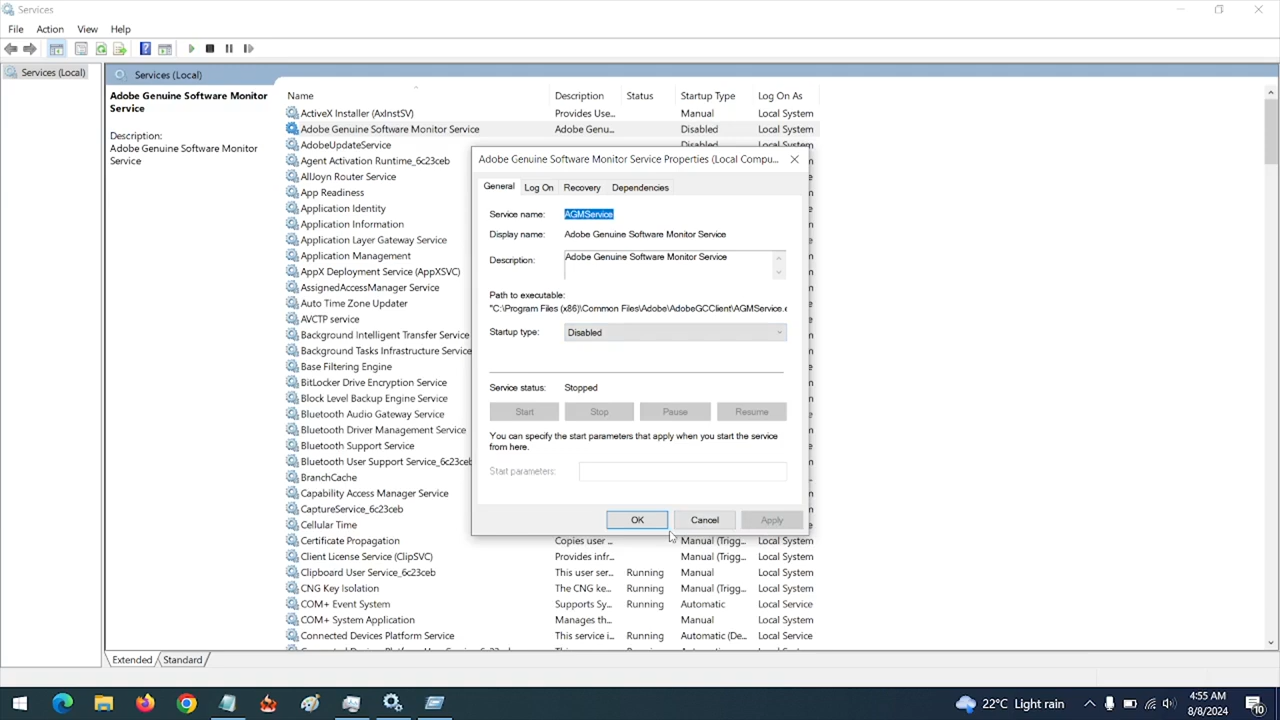 Services
File Action View Help
Services (Local)
Services (Local)
Adobe Genuine Software Monitor
Service
Description:
Adobe Genuine Software Monitor
Service
Name Description Status Startup Type Log On As
ActiveX Installer (AxInstSV) Provides Use... Manual Local System
Adobe Genuine Software Monitor Service Adobe Genu... Disabled Local System
AdobeUpdateService Disabled Local System
Agent Activation Runtime_6c23eb
AllJoyn Router Service
App Readiness
Application Identity
Application Information
Application Layer Gateway Service
Application Management
AppX Deployment Service (AppXSVC)
AssignedAccessManager Service
Auto Time Zone Updater
AVCTP service
Background Intelligent Transfer Service
Background Tasks Infrastructure Service
Base Filtering Engine
BitLocker Drive Encryption Service
Block Level Backup Engine Service
Bluetooth Audio Gateway Service
Bluetooth Driver Management Service
Bluetooth Support Service
Bluetooth User Support Service_6c23ceb
BranchCache
Capability Access Manager Service
CaptureService_6c23ceb
Cellular Time
Certificate Propagation Copies user ... Manual (Trigg... Local System
Client License Service (ClipSVC) Provides infr... Manual (Trigg... Local System
Clipboard User Service_6c23ceb This user ser... Running Manual Local System
CNG Key Isolation The CNG ke... Running Manual (Trigg... Local System
COM+ Event System Supports Sy... Running Automatic Local Service
COM+ System Application Manages th... Manual Local System
Connected Devices Platform Service This service i... Running Automatic (De... Local Service
Adobe Genuine Software Monitor Service Properties (Local Compu...
General Log On Recovery Dependencies
Service name: AGMService
Display name: Adobe Genuine Software Monitor Service
Description: Adobe Genuine Software Monitor Service
Path to executable:
"C:\Program Files (x86)\Common Files\Adobe\AdobeGCClient\AGMService.e
Startup type: Disabled
Service status: Stopped
Start Stop Pause Resume
You can specify the start parameters that apply when you start the service
from here.
Start parameters:
OK Cancel Apply
Extended Standard
22°C Light rain
4:55 AM
8/8/2024
10